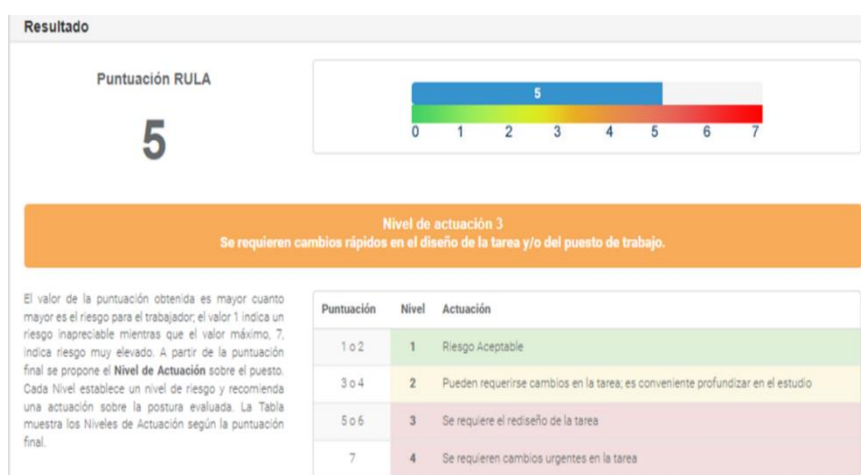 Resultado
Puntuación RULA
5
5
0 1 2 3 4 5 6 7
Nivel de actuación 3
Se requieren cambios rápidos en el diseño de la tarea y/o del puesto de trabajo.
El valor de la puntuación obtenida es mayor cuanto
mayor es el riesgo para el trabajador; el valor 1 indica un
riesgo inapreciable mientras que el valor máximo, 7,
indica riesgo muy elevado. A partir de la puntuación
final se propone el Nivel de Actuación sobre el puesto.
Cada Nivel establece un nivel de riesgo y recomienda
una actuación sobre la postura evaluada. La Tabla
muestra los Niveles de Actuación según la puntuación
final.
Puntuación Nivel Actuación
1 o 2 1 Riesgo Aceptable
3 o 4 2 Pueden requerirse cambios en la tarea; es conveniente profundizar en el estudio
5 o 6 3 Se requiere el rediseño de la tarea
7 4 Se requieren cambios urgentes en la tarea